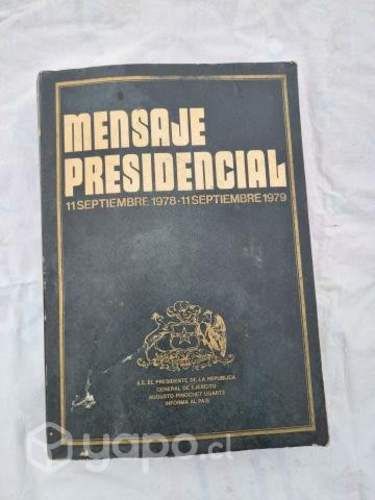 MENSAJE
PRESIDENCIAL
11 SEPTIEMBRE 1978-11 SEPTIEMBRE 1979
S.E. EL PRESIDENTE DE LA REPUBLICA
GENERAL DE EJERCITO
AUGUSTO PINOCHET UGARTE
INFORMA AL PAIS
yapo.cl